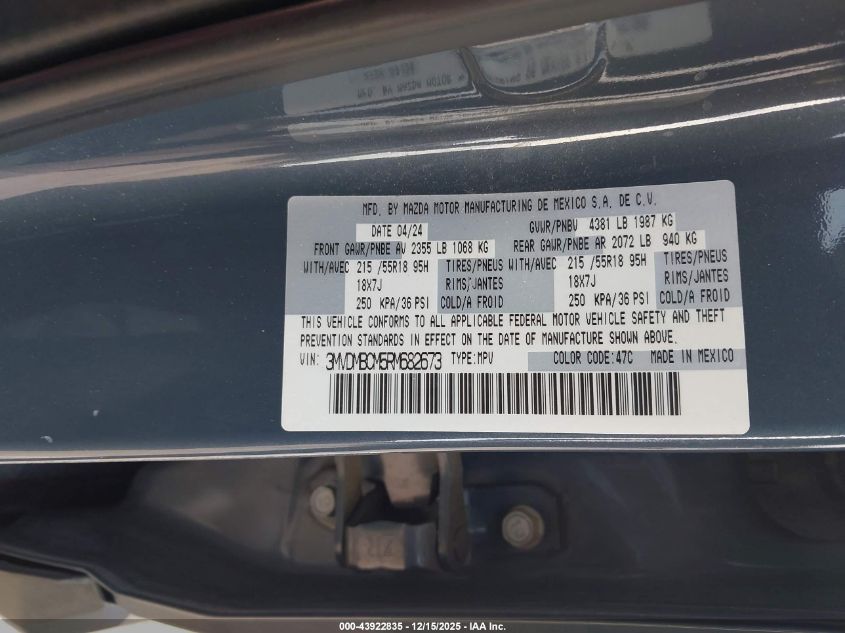 MFD. BY MAZDA MOTOR MANUFACTURING DE MEXICO S.A. DE C.V.
DATE 04/24 GVWR/PNBV 4381 LB 1987 KG
FRONT GAWR/PNBE AV 2355 LB 1068 KG REAR GAWR/PNBE AR 2072 LB 940 KG
WITH/AVEC 215 /55R18 95H TIRES/PNEUS WITH/AVEC 215 /55R18 95H TIRES/PNEUS
18X7J RIMS/JANTES 18X7J RIMS/JANTES
250 KPA/36 PSI COLD/A FROID 250 KPA/36 PSI COLD/A FROID
THIS VEHICLE CONFORMS TO ALL APPLICABLE FEDERAL MOTOR VEHICLE SAFETY AND THEFT
PREVENTION STANDARDS IN EFFECT ON THE DATE OF MANUFACTURE SHOWN ABOVE.
VIN: 3MVDMBCM5RM682673 TYPE:MPV COLOR CODE:47C MADE IN MEXICO
000-43922835 - 12/15/2025 - IAA Inc.